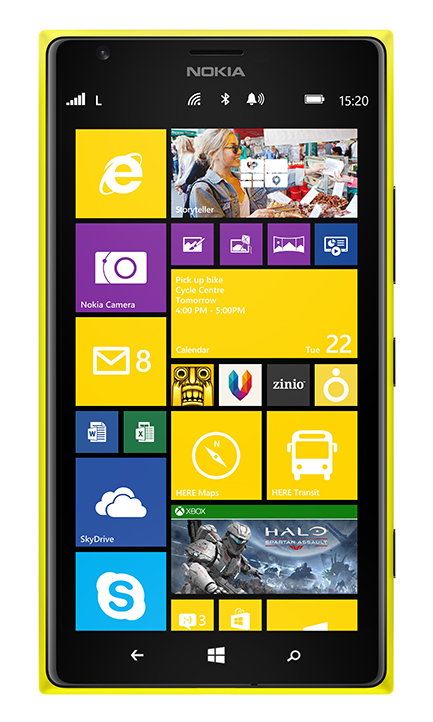 NOKIA
L
15:20
Storyteller
Nokia Camera
Pick up bike
Cycle Centre
Tomorrow
4:00 PM - 5:00PM
Calendar
Tue 22
8
zinio
HERE Maps
HERE Transit
SkyDrive
XBOX
HALO
SPARTAN ASSAULT
3